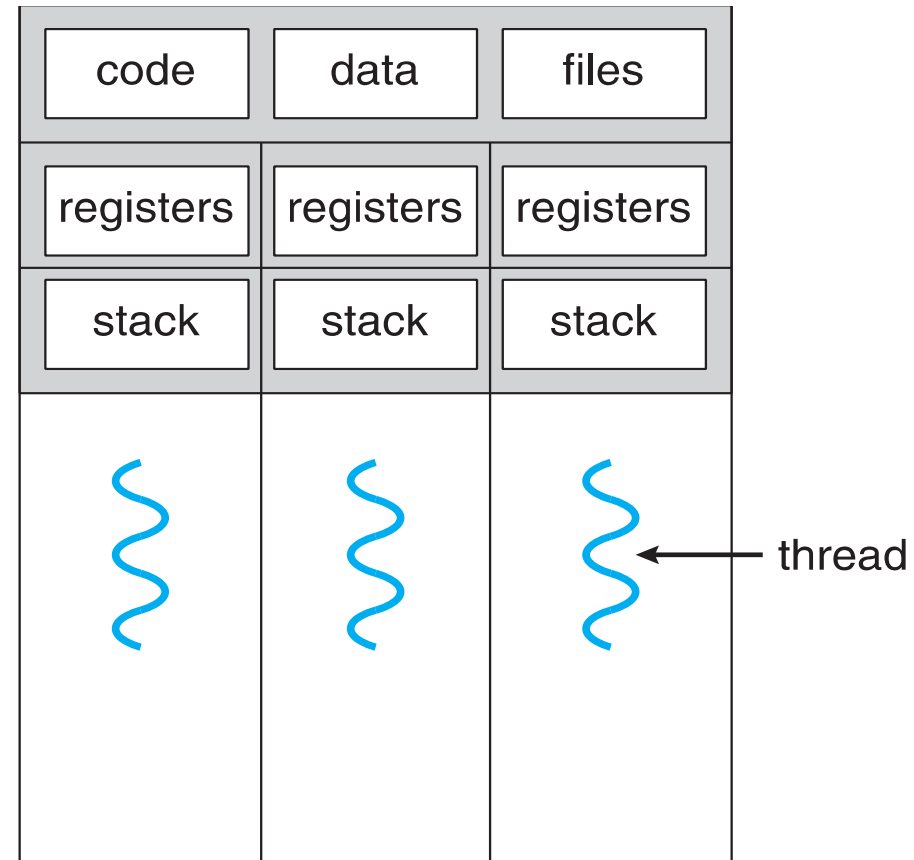 code data files
registers registers registers
stack stack stack
thread